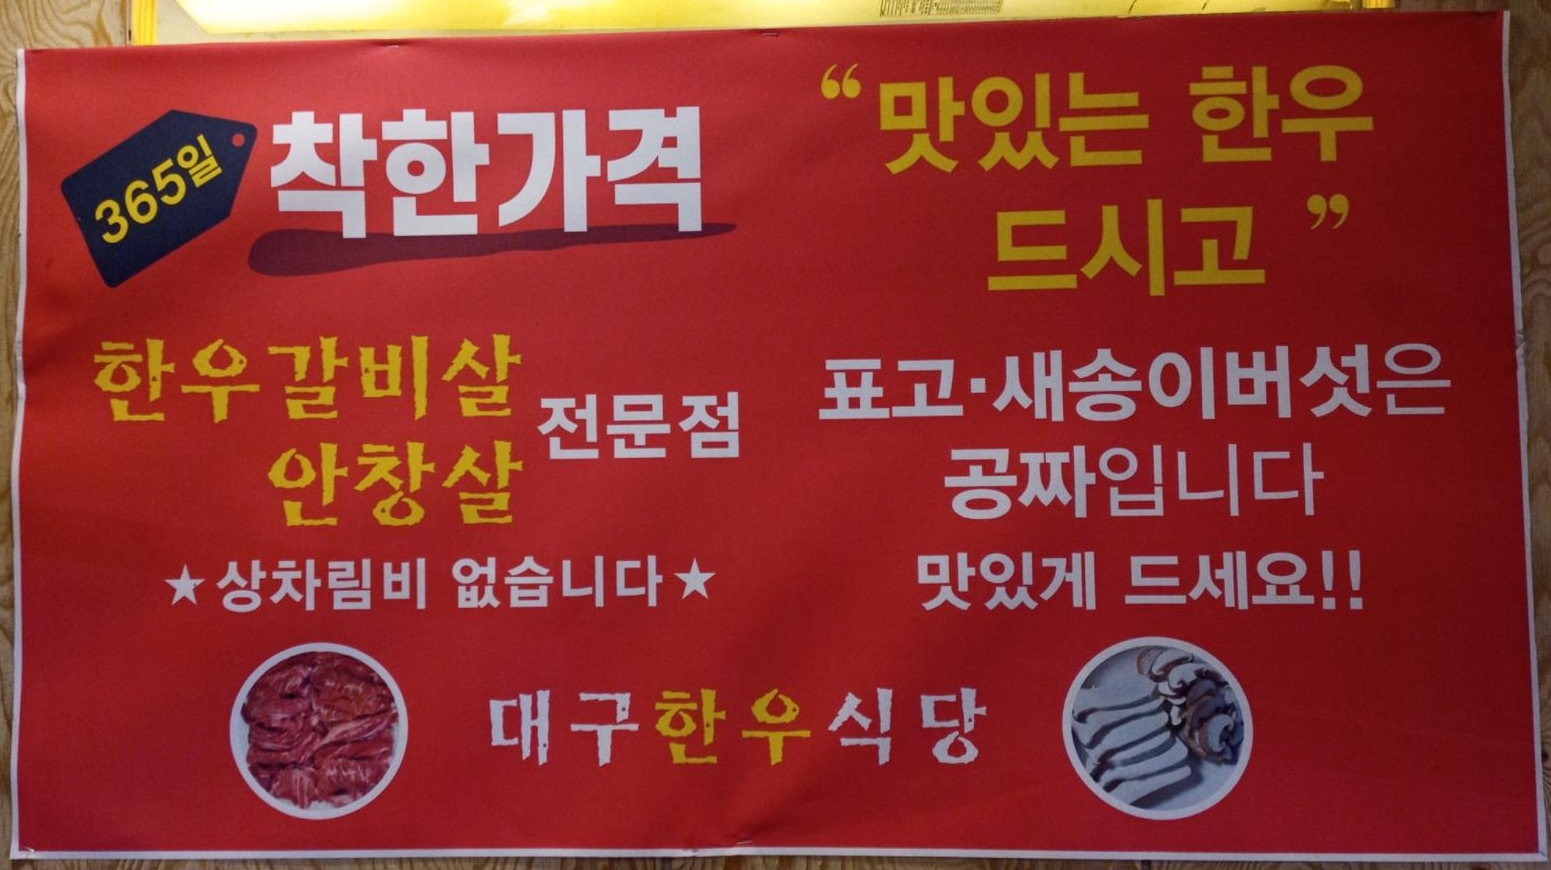 365일
착한가격
한우갈비살
안창살
전문점
★상차림비 없습니다★
“맛있는 한우
드시고”
표고·새송이버섯은
공짜입니다
맛있게 드세요!!
대구한우식당